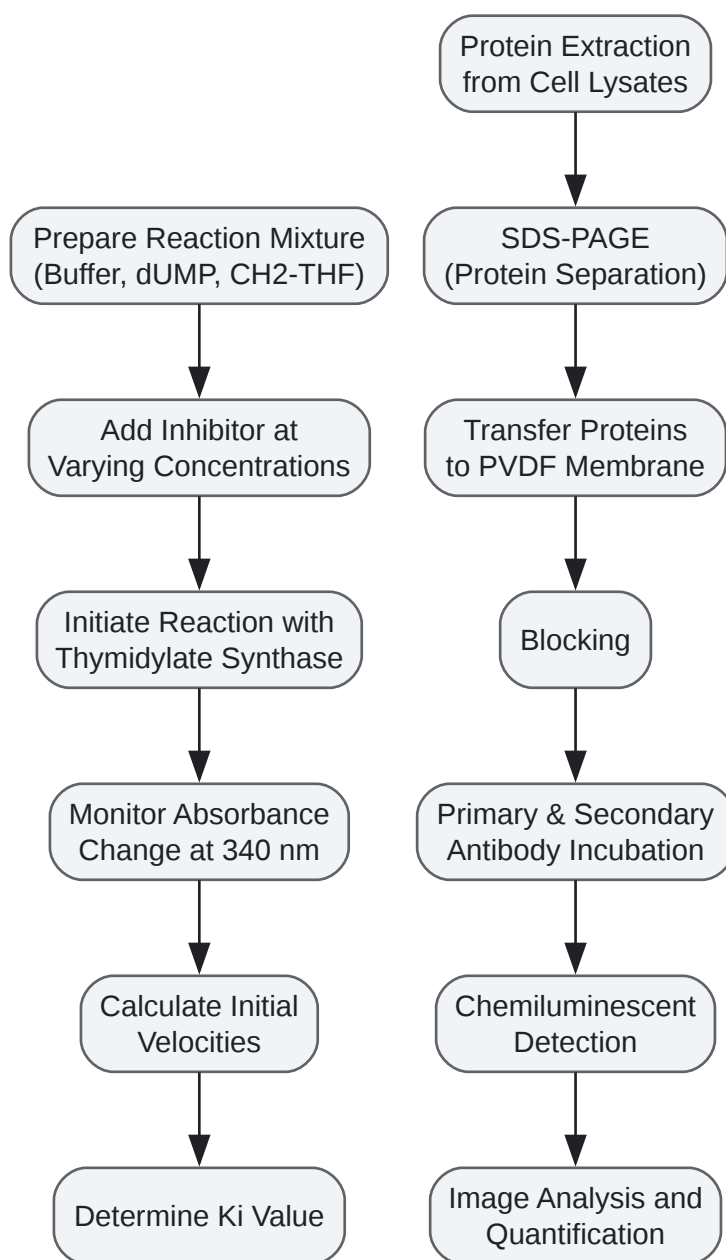 Protein Extraction
from Cell Lysates
Prepare Reaction Mixture
(Buffer, dUMP, CH2-THF)
SDS-PAGE
(Protein Separation)
Add Inhibitor at
Varying Concentrations
Transfer Proteins
to PVDF Membrane
Initiate Reaction with
Thymidylate Synthase
Blocking
Monitor Absorbance
Change at 340 nm
Primary & Secondary
Antibody Incubation
Calculate Initial
Velocities
Chemiluminescent
Detection
Determine Ki Value
Image Analysis and
Quantification